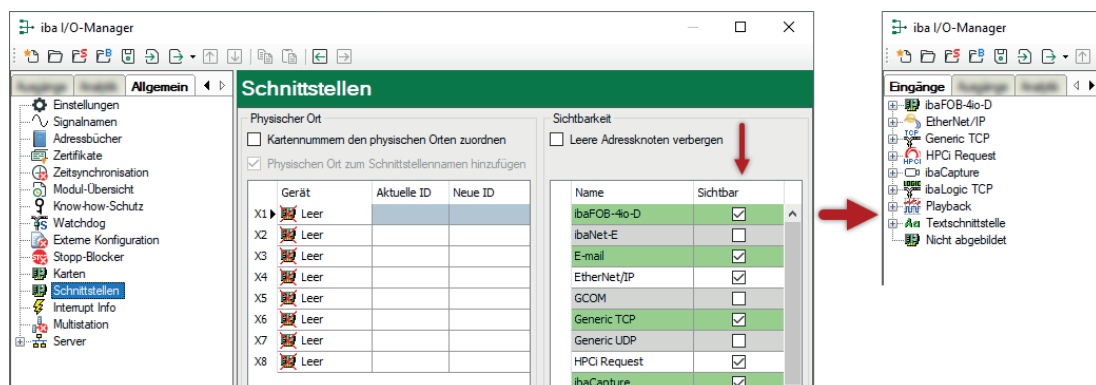 iba I/O-Manager
Allgemein
Einstellungen
Signalnamen
Adressbücher
Zertifikate
Zeitsynchronisation
Modul-Übersicht
Know-how-Schutz
Watchdog
Externe Konfiguration
Stopp-Blocker
Karten
Schnittstellen
Interrupt Info
Multistation
Server
Schnittstellen
Physischer Ort
Kartennummern den physischen Orten zuordnen
Physischen Ort zum Schnittstellennamen hinzufügen
Gerät Aktuelle ID Neue ID
X1 Leer
X2 Leer
X3 Leer
X4 Leer
X5 Leer
X6 Leer
X7 Leer
X8 Leer
Sichtbarkeit
Leere Adressknoten verbergen
Name Sichtbar
ibaFOB-4io-D
ibaNet-E
E-mail
EtherNet/IP
GCOM
Generic TCP
Generic UDP
HPCi Request
ibaCapture
iba I/O-Manager
Eingänge
ibaFOB-4io-D
EtherNet/IP
TCP Generic TCP
HPCI HPCi Request
ibaCapture
LOGIC ibaLogic TCP
Playback
Aa Textschnittstelle
Nicht abgebildet